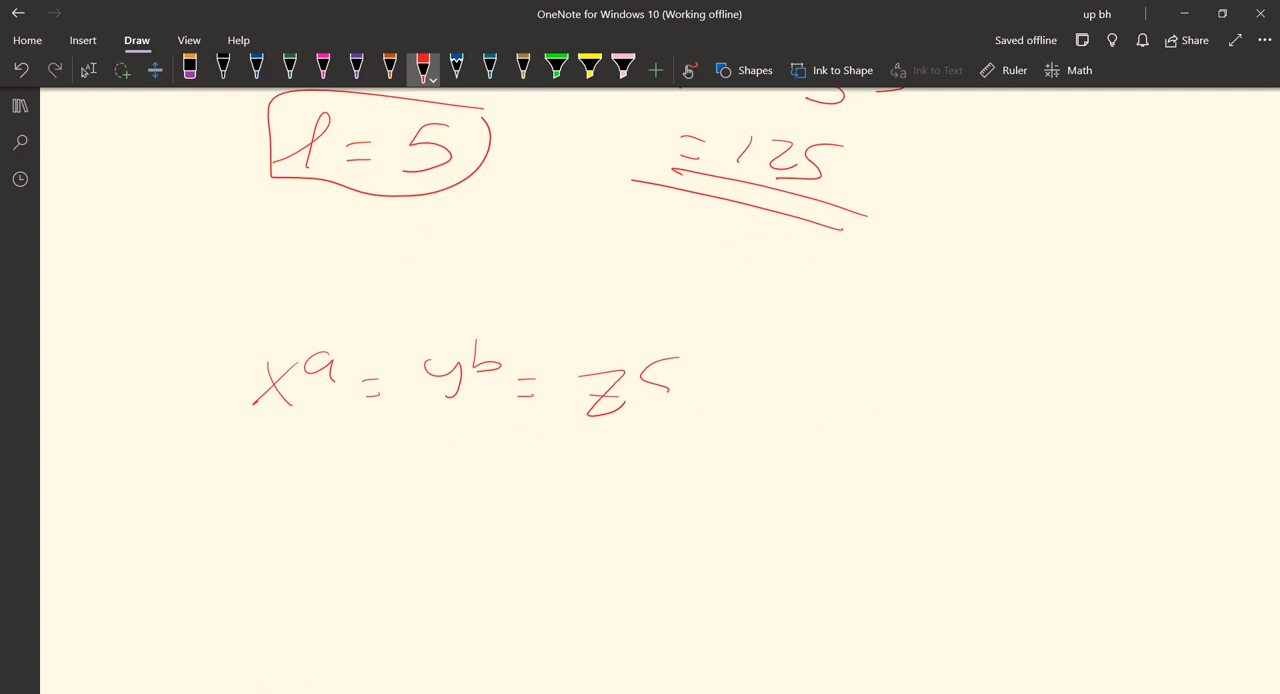 OneNote for Windows 10 (Working offline)
up bh
Home Insert Draw View Help
Saved offline
Share
Shapes
Ink to Shape
Ink to Text
Ruler
Math
l = 5
= 125
x^a = y^b = z^c